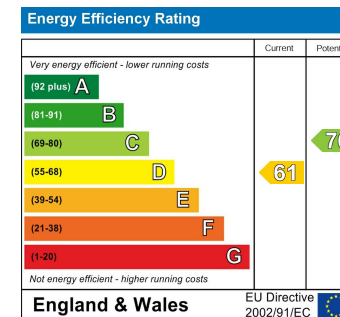 Energy Efficiency Rating
Current
Very energy efficient - lower running costs
(92 plus) A
(81-91) B
(69-80) C
(55-68) D
61
(39-54) E
(21-38) F
(1-20) G
Not energy efficient - higher running costs
England & Wales
EU Directive
2002/91/EC